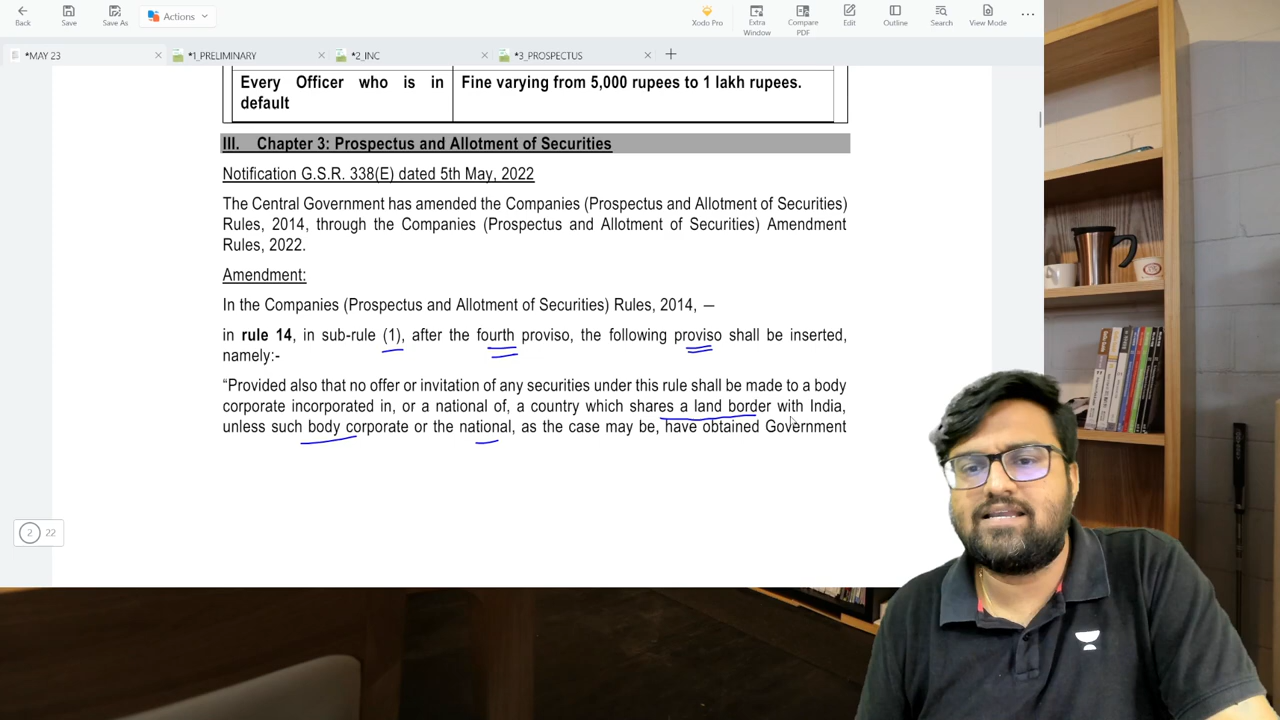 Back
Save
Save As
Actions
Xodo Pro
Extra Window
Compare PDF
Edit
Outline
Search
View Mode
*MAY 23
*1_PRELIMINARY
*2_INC
*3_PROSPECTUS
Every Officer who is in default
Fine varying from 5,000 rupees to 1 lakh rupees.
III. Chapter 3: Prospectus and Allotment of Securities
Notification G.S.R. 338(E) dated 5th May, 2022
The Central Government has amended the Companies (Prospectus and Allotment of Securities)
Rules, 2014, through the Companies (Prospectus and Allotment of Securities) Amendment
Rules, 2022.
Amendment:
In the Companies (Prospectus and Allotment of Securities) Rules, 2014, —
in rule 14, in sub-rule (1), after the fourth proviso, the following proviso shall be inserted,
namely:-
“Provided also that no offer or invitation of any securities under this rule shall be made to a body
corporate incorporated in, or a national of, a country which shares a land border with India,
unless such body corporate or the national, as the case may be, have obtained Government
2 22